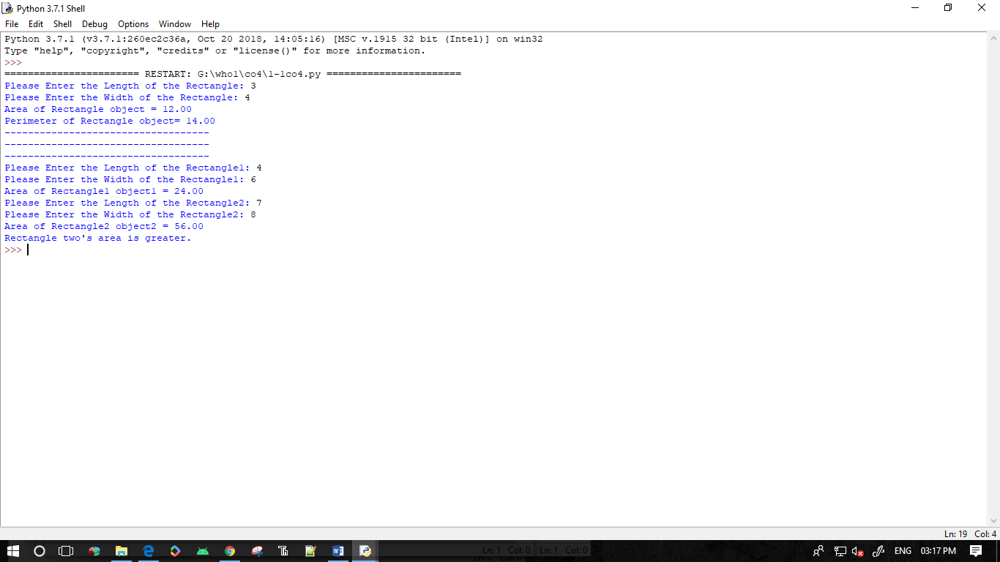 Python 3.7.1 Shell
File Edit Shell Debug Options Window Help
Python 3.7.1 (v3.7.1:260ec2c36a, Oct 20 2018, 14:05:16) [MSC v.1915 32 bit (Intel)] on win32
Type "help", "copyright", "credits" or "license()" for more information.
>>>
======================= RESTART: G:\who1\co4\1-1co4.py =======================
Please Enter the Length of the Rectangle: 3
Please Enter the Width of the Rectangle: 4
Area of Rectangle object = 12.00
Perimeter of Rectangle object= 14.00
-----------------------------------
-----------------------------------
-----------------------------------
Please Enter the Length of the Rectangle1: 4
Please Enter the Width of the Rectangle1: 6
Area of Rectangle1 object1 = 24.00
Please Enter the Length of the Rectangle2: 7
Please Enter the Width of the Rectangle2: 8
Area of Rectangle2 object2 = 56.00
Rectangle two's area is greater.
>>>
Ln: 19 Col: 4
Ln: 1 Col: 0 Ln: 1 Col: 0
ENG 03:17 PM